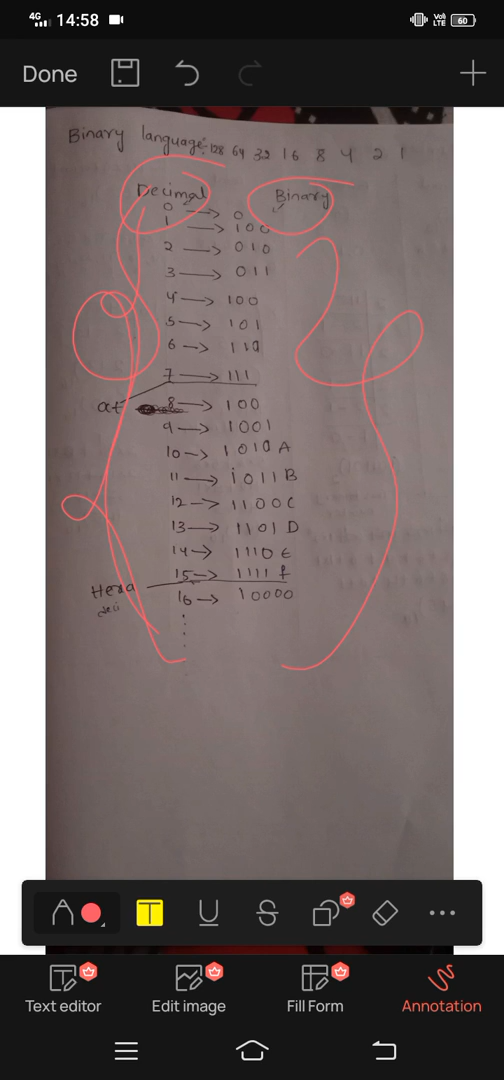 4G 14:58 Vo) LTE 60
Done
Binary language:- 128 64 32 16 8 4 2 1
Decimal Binary
0 → 0
1 → 100
2 → 010
3 → 011
4 → 100
5 → 101
6 → 110
7 → 111
8 → 100
9 → 1001
10 → 1010 A
11 → 1011 B
12 → 1100 C
13 → 1101 D
14 → 1110 E
15 → 1111 f
Hexa
16 → 10000
T U S
Text editor Edit image Fill Form Annotation